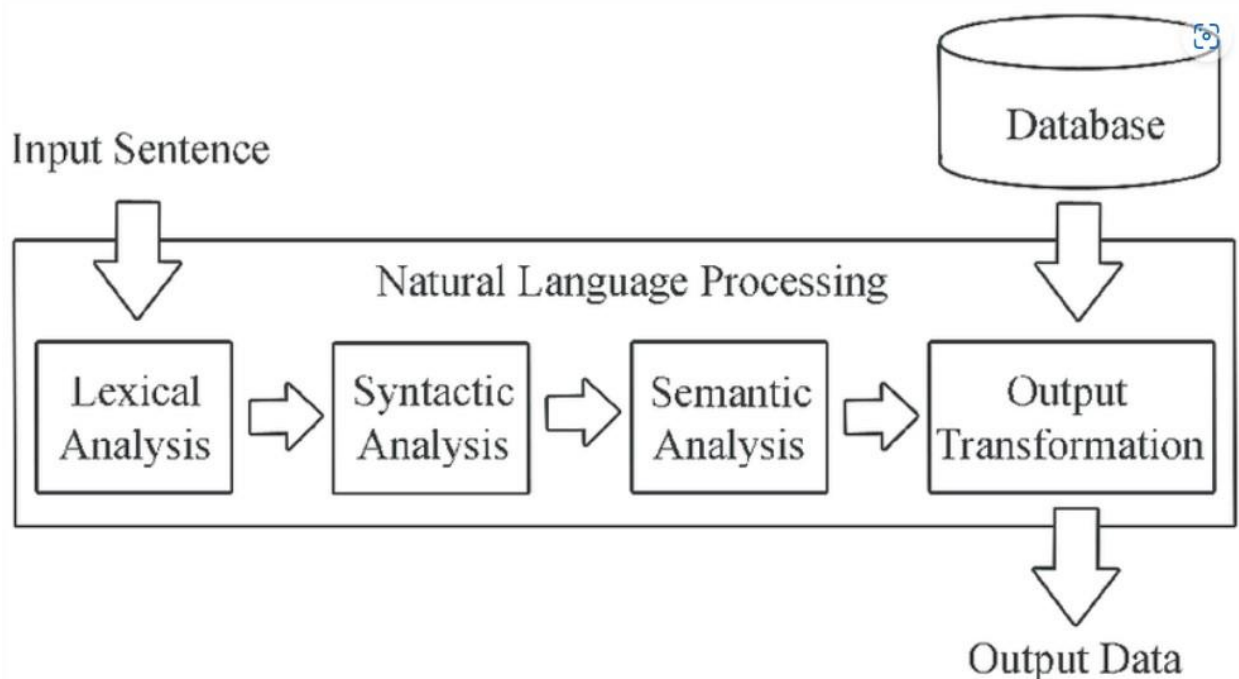 Input Sentence
Database
Natural Language Processing
Lexical
Analysis
Syntactic
Analysis
Semantic
Analysis
Output
Transformation
Output Data